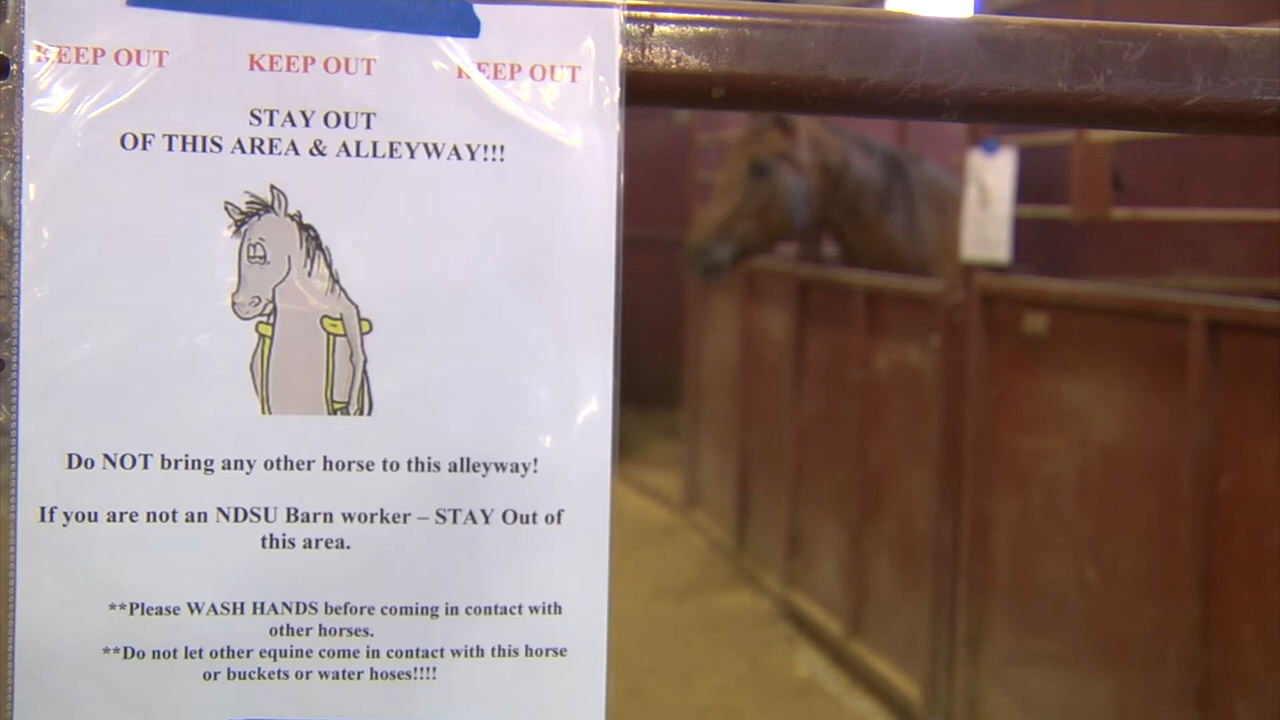 KEEP OUT KEEP OUT KEEP OUT
STAY OUT
OF THIS AREA & ALLEYWAY!!!
Do NOT bring any other horse to this alleyway!
If you are not an NDSU Barn worker – STAY Out of
this area.
**Please WASH HANDS before coming in contact with
other horses.
**Do not let other equine come in contact with this horse
or buckets or water hoses!!!!